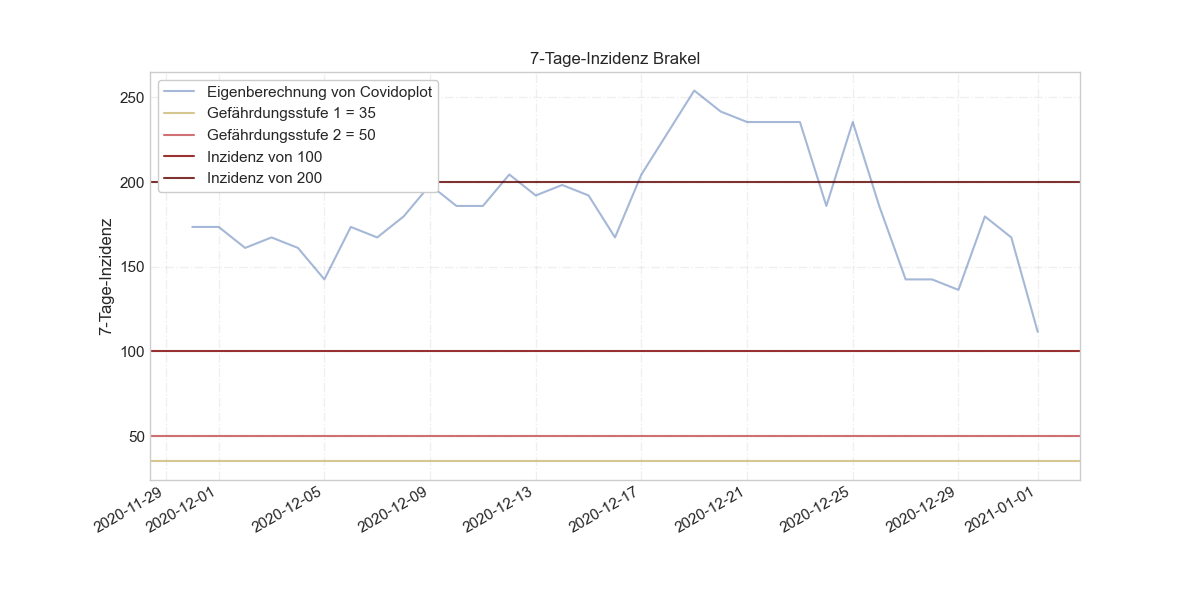 7-Tage-Inzidenz Brakel
Eigenberechnung von Covidoplot
Gefährdungsstufe 1 = 35
Gefährdungsstufe 2 = 50
Inzidenz von 100
Inzidenz von 200
7-Tage-Inzidenz
250
200
150
100
50
2020-11-29
2020-12-01
2020-12-05
2020-12-09
2020-12-13
2020-12-17
2020-12-21
2020-12-25
2020-12-29
2021-01-01